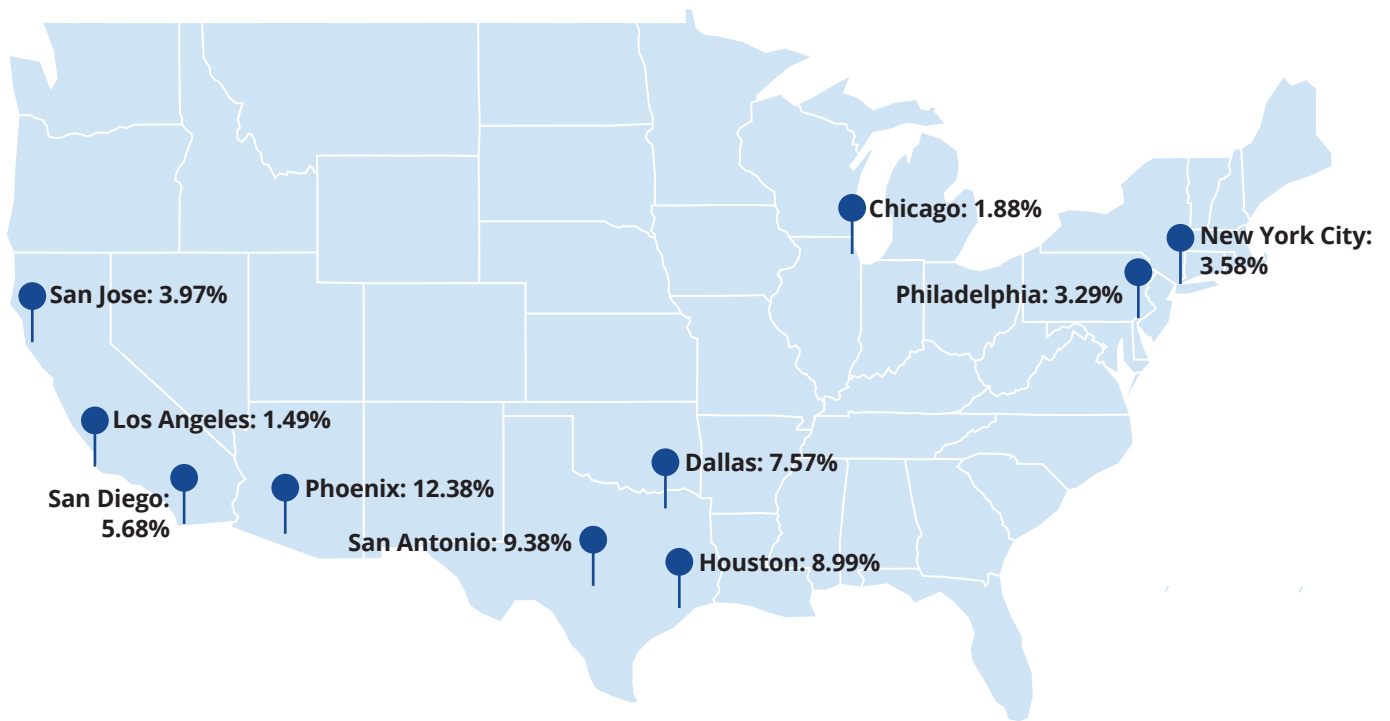 Chicago: 1.88%
New York City:
3.58%
San Jose: 3.97%
Philadelphia: 3.29%
Los Angeles: 1.49%
Dallas: 7.57%
San Diego:
5.68%
Phoenix: 12.38%
San Antonio: 9.38%
Houston: 8.99%